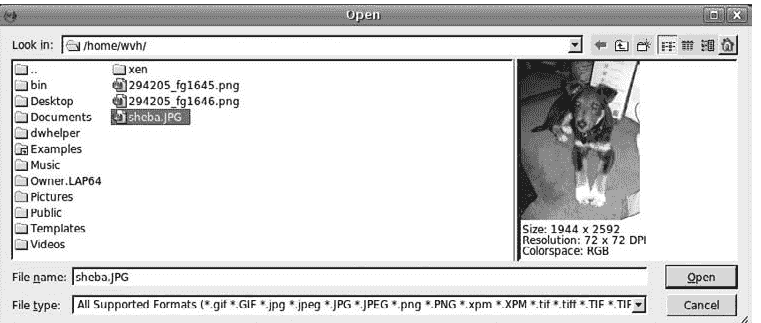 Open
Look in: /home/wvh/
..
bin
Desktop
Documents
dwhelper
Examples
Music
Owner.LAP64
Pictures
Public
Templates
Videos
xen
294205_fg1645.png
294205_fg1646.png
sheba.JPG
Size: 1944 x 2592
Resolution: 72 x 72 DPI
Colorspace: RGB
File name: sheba.JPG
Open
File type: All Supported Formats (*.gif *.GIF *.jpg *.jpeg *.JPG *.JPEG *.png *.PNG *.xpm *.XPM *.tif *.tiff *.TIF *.TIF
Cancel